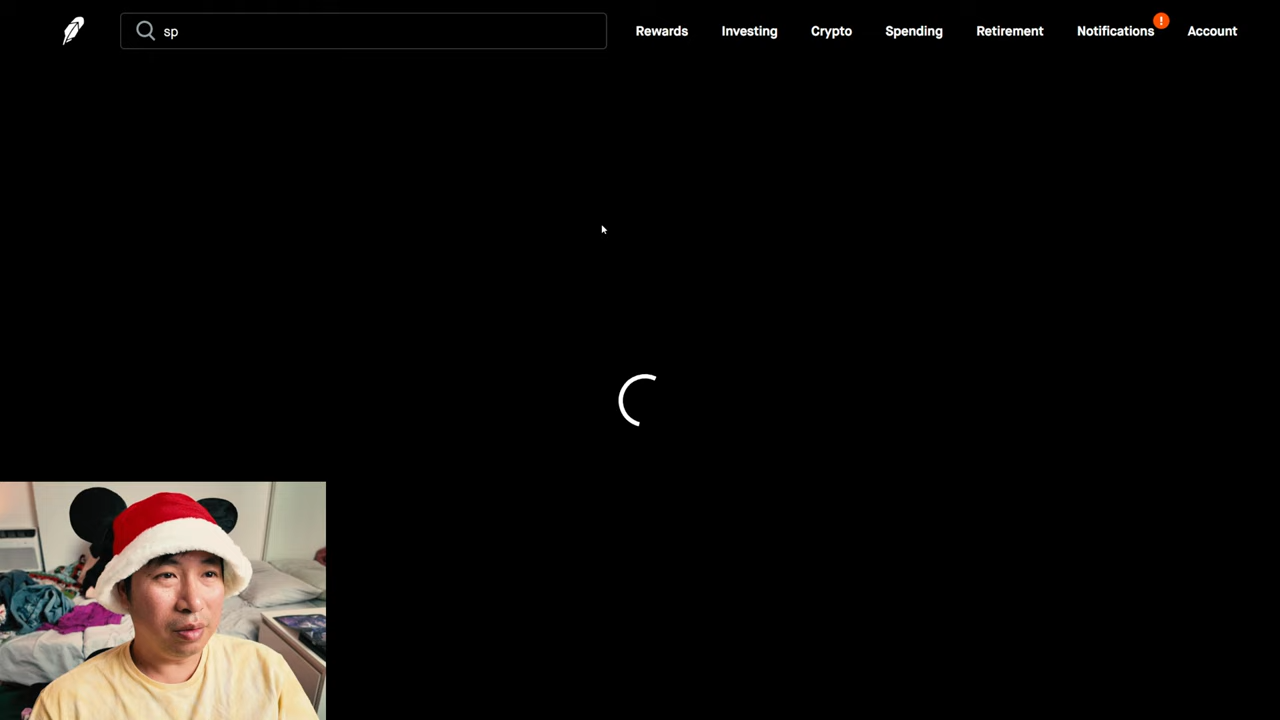 sp
Rewards
Investing
Crypto
Spending
Retirement
Notifications
!
Account